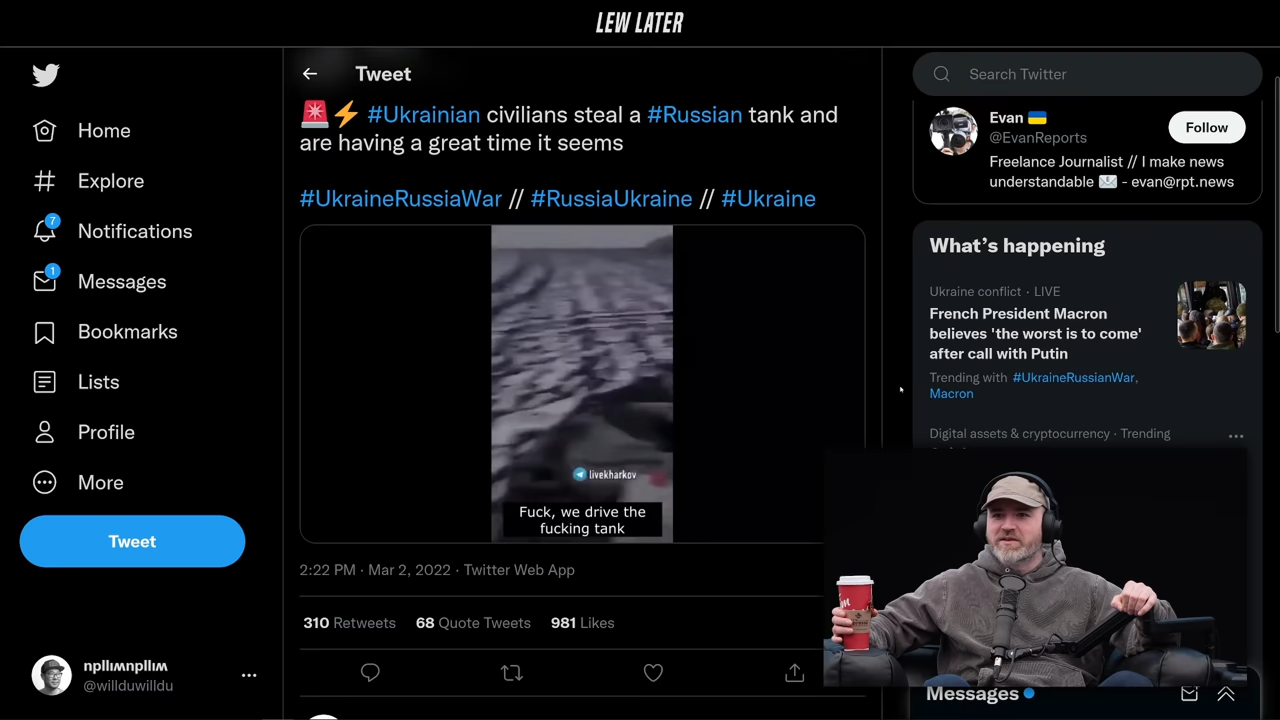 LEW LATER
Home
Explore
7
Notifications
1
Messages
Bookmarks
Lists
Profile
More
Tweet
npllımnpllım
@willduwilldu
Tweet
#Ukrainian civilians steal a #Russian tank and
are having a great time it seems
#UkraineRussiaWar // #RussiaUkraine // #Ukraine
livekharkov
Fuck, we drive the
fucking tank
2:22 PM · Mar 2, 2022 · Twitter Web App
310 Retweets 68 Quote Tweets 981 Likes
Search Twitter
Evan
@EvanReports
Follow
Freelance Journalist // I make news
understandable - evan@rpt.news
What's happening
Ukraine conflict · LIVE
French President Macron
believes 'the worst is to come'
after call with Putin
Trending with #UkraineRussianWar,
Macron
Digital assets & cryptocurrency · Trending
Messages